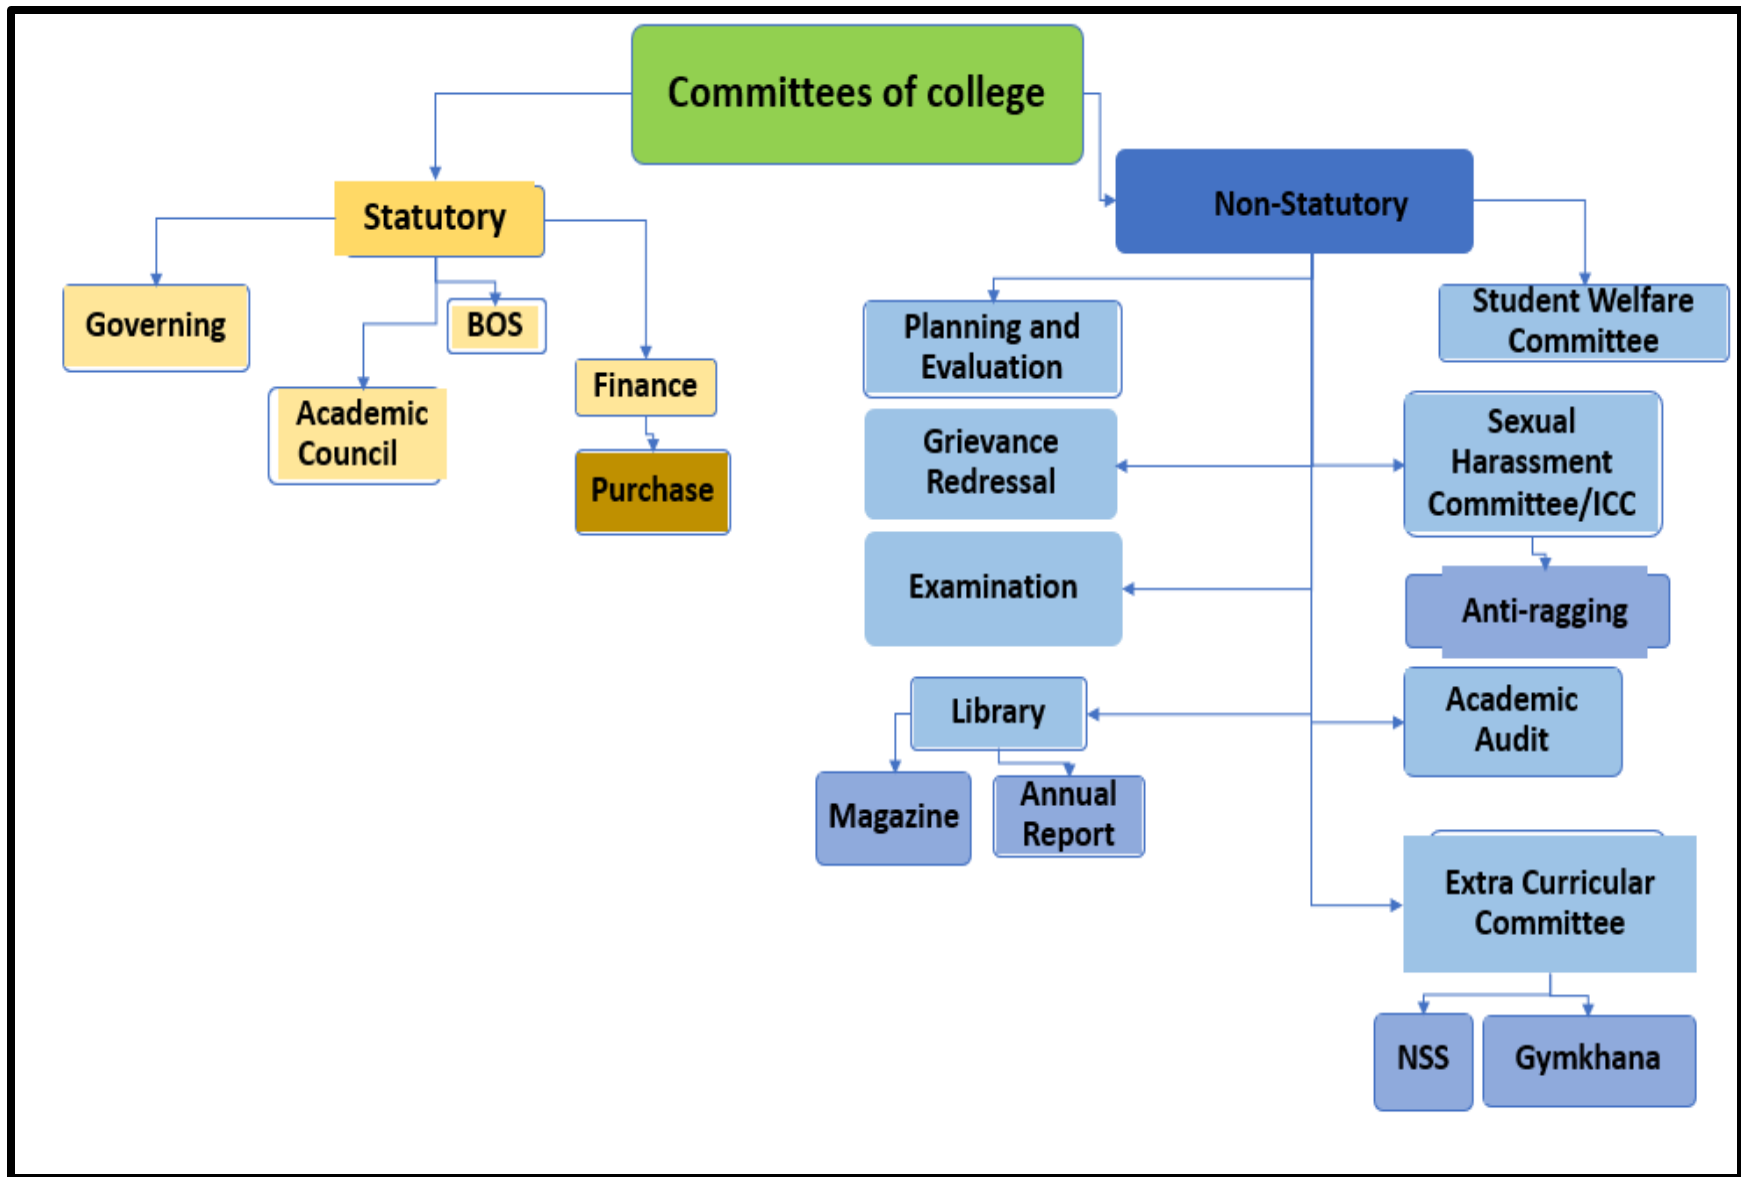 Committees of college
Statutory
Non-Statutory
Governing
BOS
Academic
Council
Finance
Purchase
Planning and
Evaluation
Student Welfare
Committee
Grievance
Redressal
Sexual
Harassment
Committee/ICC
Examination
Anti-ragging
Library
Academic
Audit
Magazine
Annual
Report
Extra Curricular
Committee
NSS
Gymkhana